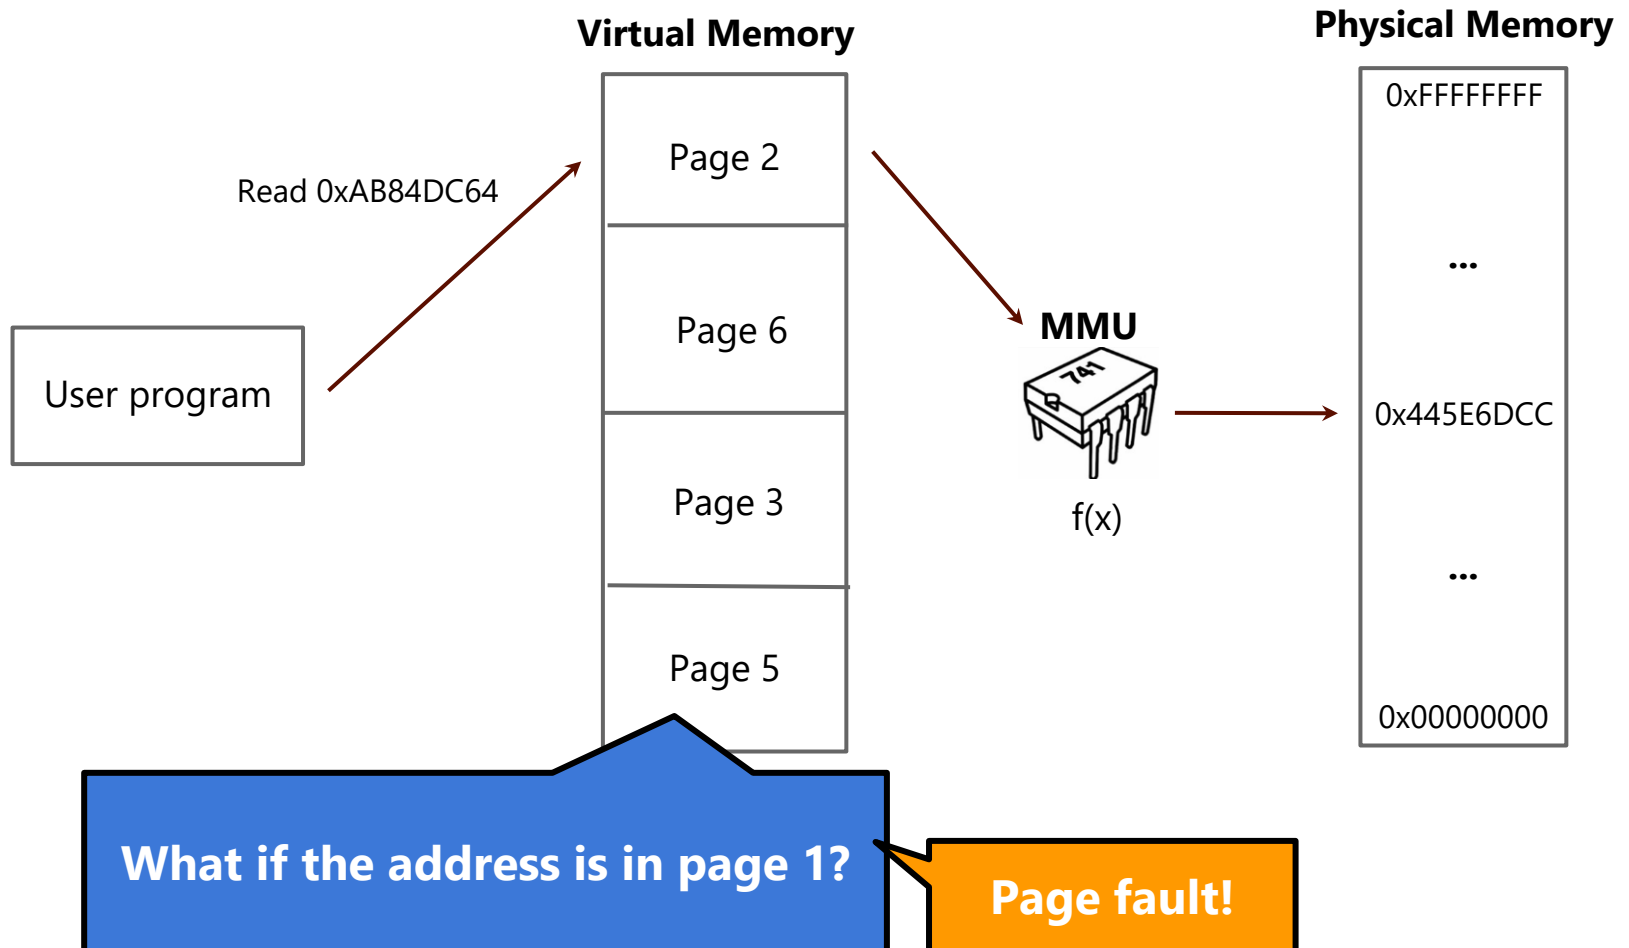 Virtual Memory
Physical Memory
0xFFFFFFFF
Page 2
Read 0xAB84DC64
...
Page 6
MMU
741
User program
0x445E6DCC
Page 3
f(x)
...
Page 5
0x00000000
What if the address is in page 1?
Page fault!